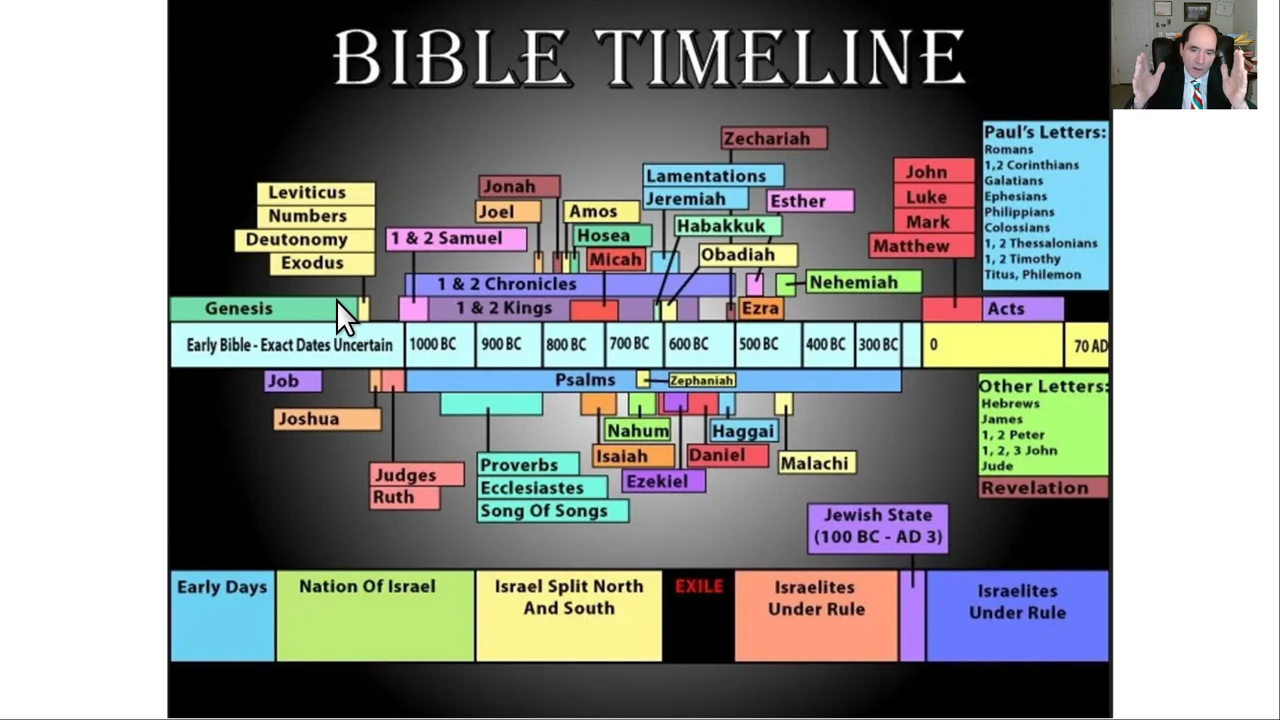 BIBLE TIMELINE
Zechariah
Paul's Letters:
Romans
1,2 Corinthians
Galatians
Ephesians
Philippians
Colossians
1, 2 Thessalonians
1, 2 Timothy
Titus, Philemon
Leviticus
Numbers
Deutonomy
Exodus
Jonah
Joel
1 & 2 Samuel
Amos
Hosea
Micah
Lamentations
Jeremiah
Habakkuk
Obadiah
Esther
Nehemiah
John
Luke
Mark
Matthew
1 & 2 Chronicles
Genesis
1 & 2 Kings
Ezra
Acts
Early Bible - Exact Dates Uncertain
1000 BC
900 BC
800 BC
700 BC
600 BC
500 BC
400 BC
300 BC
0
70 AD
Job
Psalms
Zephaniah
Joshua
Judges
Ruth
Proverbs
Ecclesiastes
Song Of Songs
Nahum
Isaiah
Ezekiel
Haggai
Daniel
Malachi
Other Letters:
Hebrews
James
1, 2 Peter
1, 2, 3 John
Jude
Revelation
Jewish State
(100 BC - AD 3)
Early Days
Nation Of Israel
Israel Split North
And South
EXILE
Israelites
Under Rule
Israelites
Under Rule